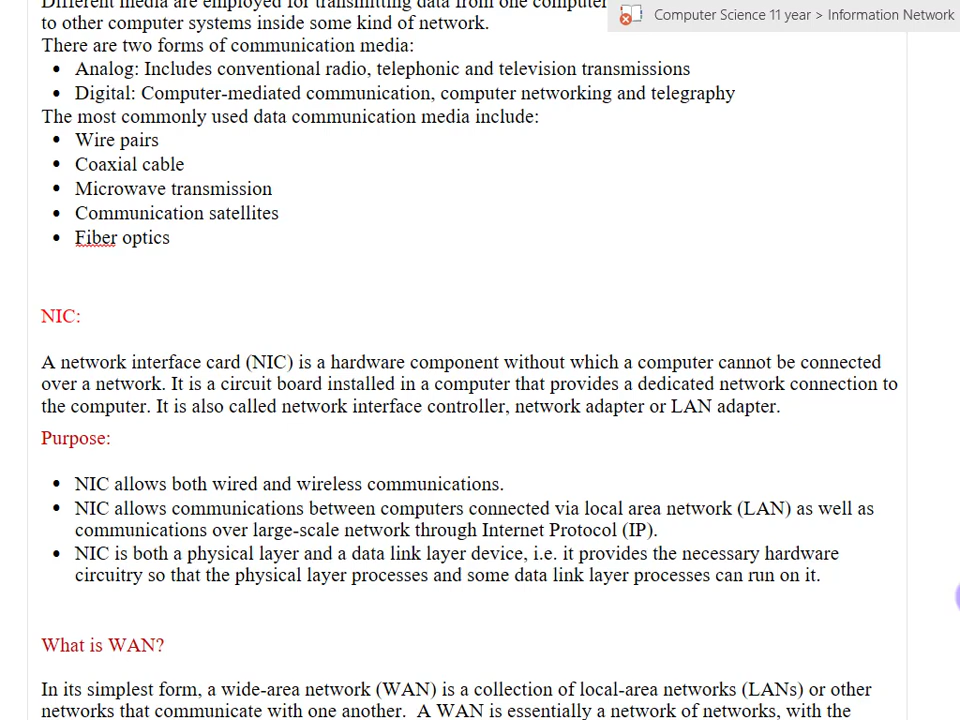 Different media are employed for transmitting data from one computer
Computer Science 11 year > Information Network
to other computer systems inside some kind of network.
There are two forms of communication media:
• Analog: Includes conventional radio, telephonic and television transmissions
• Digital: Computer-mediated communication, computer networking and telegraphy
The most commonly used data communication media include:
• Wire pairs
• Coaxial cable
• Microwave transmission
• Communication satellites
• Fiber optics
NIC:
A network interface card (NIC) is a hardware component without which a computer cannot be connected
over a network. It is a circuit board installed in a computer that provides a dedicated network connection to
the computer. It is also called network interface controller, network adapter or LAN adapter.
Purpose:
• NIC allows both wired and wireless communications.
• NIC allows communications between computers connected via local area network (LAN) as well as
communications over large-scale network through Internet Protocol (IP).
• NIC is both a physical layer and a data link layer device, i.e. it provides the necessary hardware
circuitry so that the physical layer processes and some data link layer processes can run on it.
What is WAN?
In its simplest form, a wide-area network (WAN) is a collection of local-area networks (LANs) or other
networks that communicate with one another.  A WAN is essentially a network of networks, with the